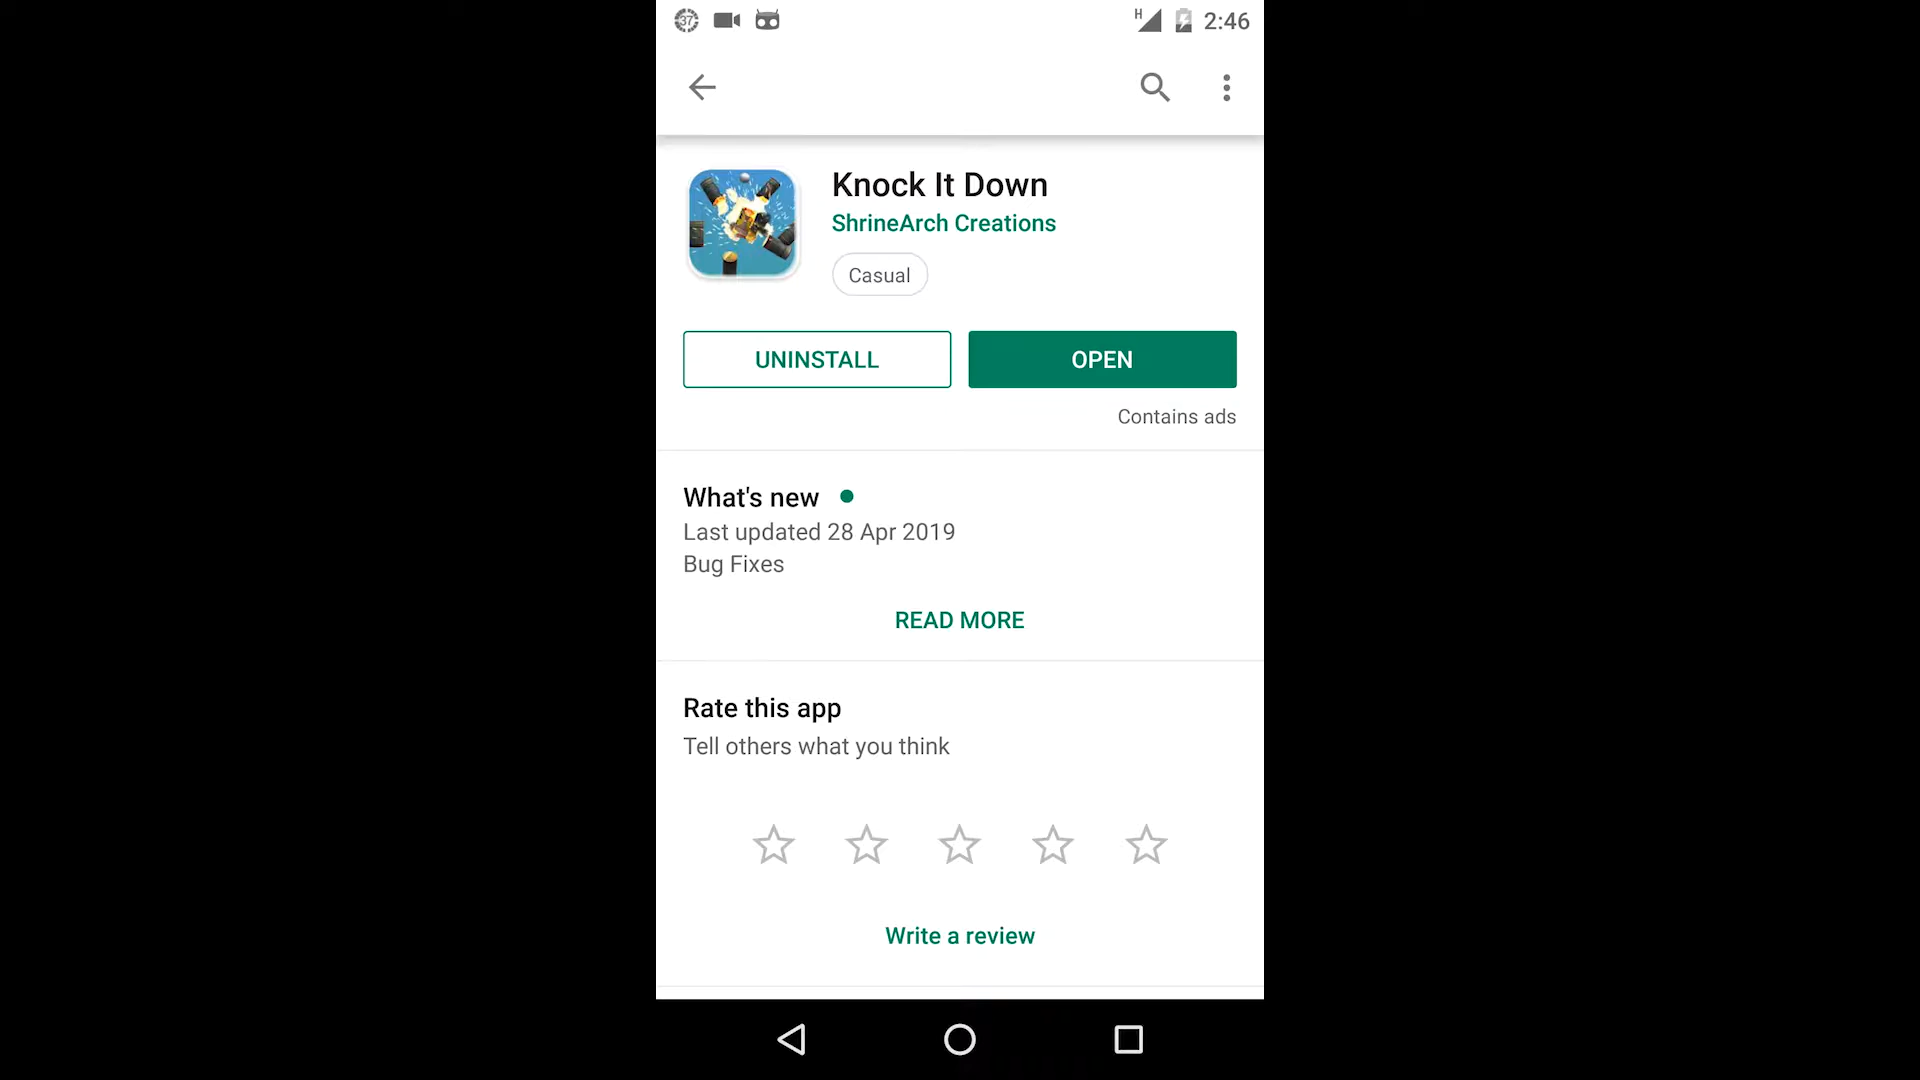 37 H 2:46
Knock It Down
ShrineArch Creations
Casual
UNINSTALL OPEN
Contains ads
What's new
Last updated 28 Apr 2019
Bug Fixes
READ MORE
Rate this app
Tell others what you think
Write a review